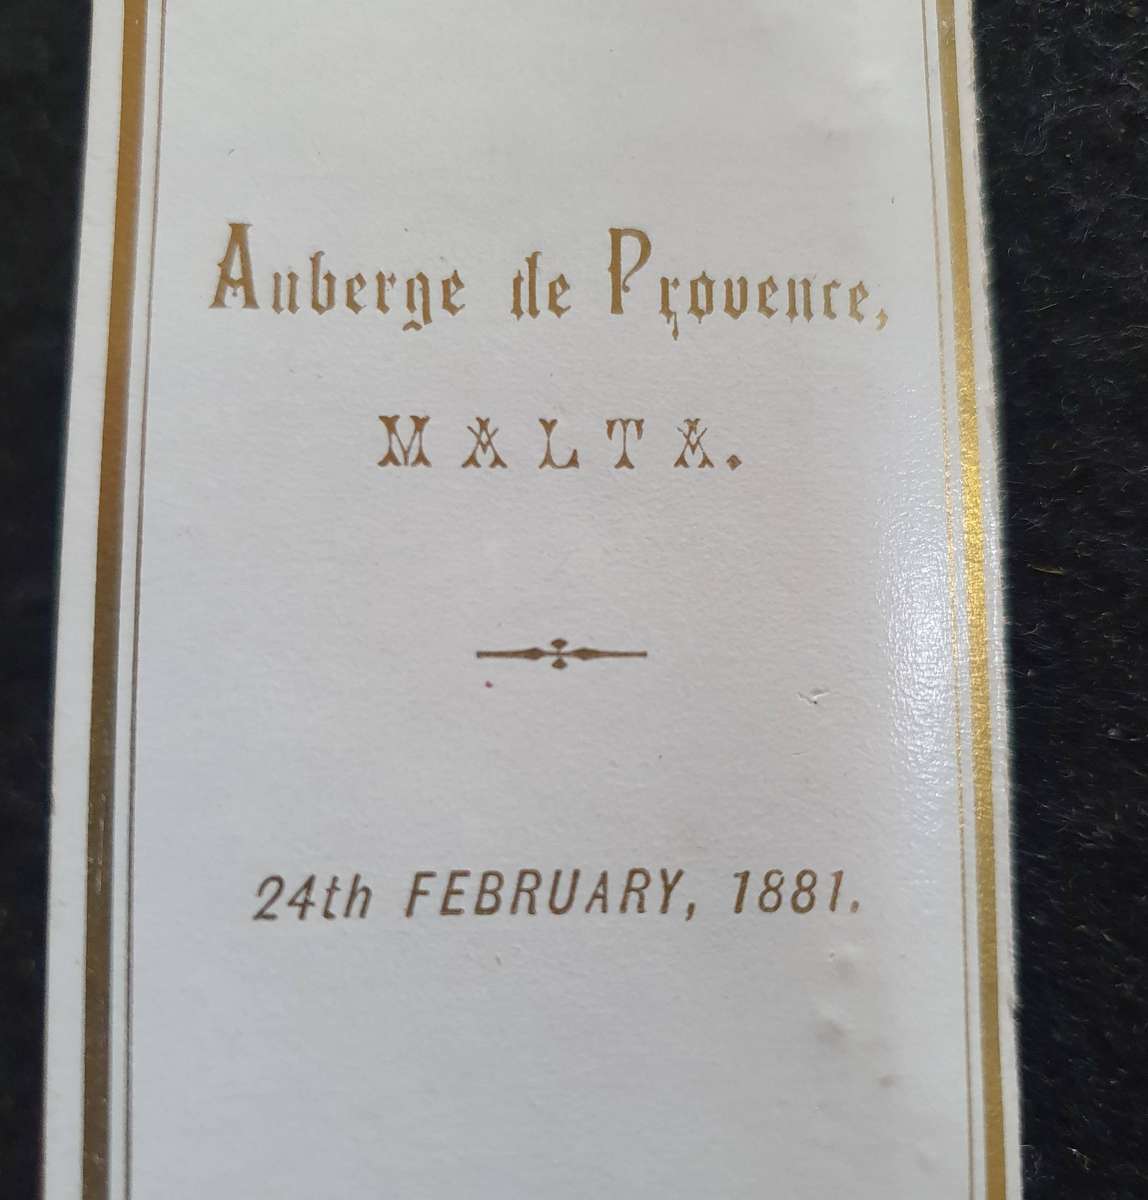 Auberge de Provence,
MALTA.
24th FEBRUARY, 1881.